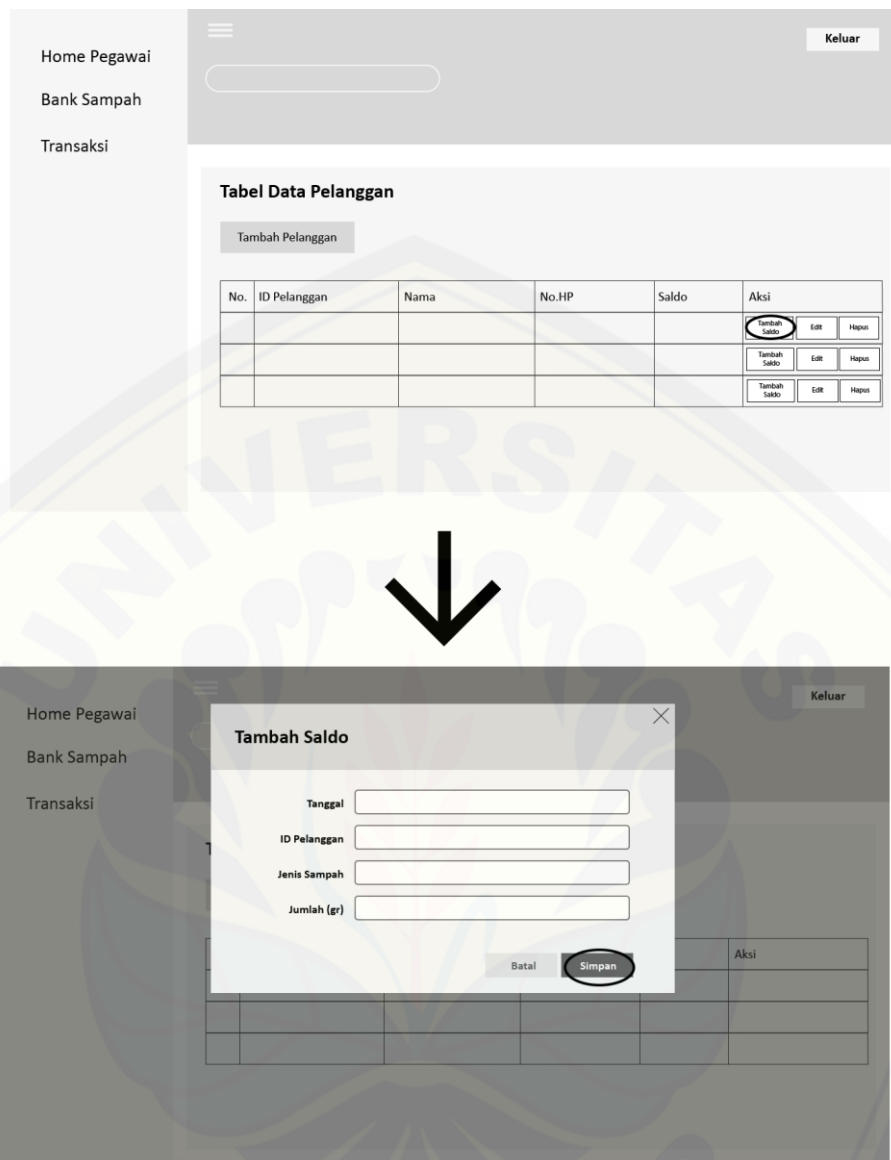 Keluar
Home Pegawai
Bank Sampah
Transaksi
Tabel Data Pelanggan
Tambah Pelanggan
No. ID Pelanggan Nama No.HP Saldo Aksi
Tambah Saldo Edit Hapus
Tambah Saldo Edit Hapus
Tambah Saldo Edit Hapus
UNIVERSITAS
Keluar
Home Pegawai
Bank Sampah
Transaksi
Tambah Saldo
Tanggal
ID Pelanggan
Jenis Sampah
Jumlah (gr)
Batal Simpan
T
Aksi